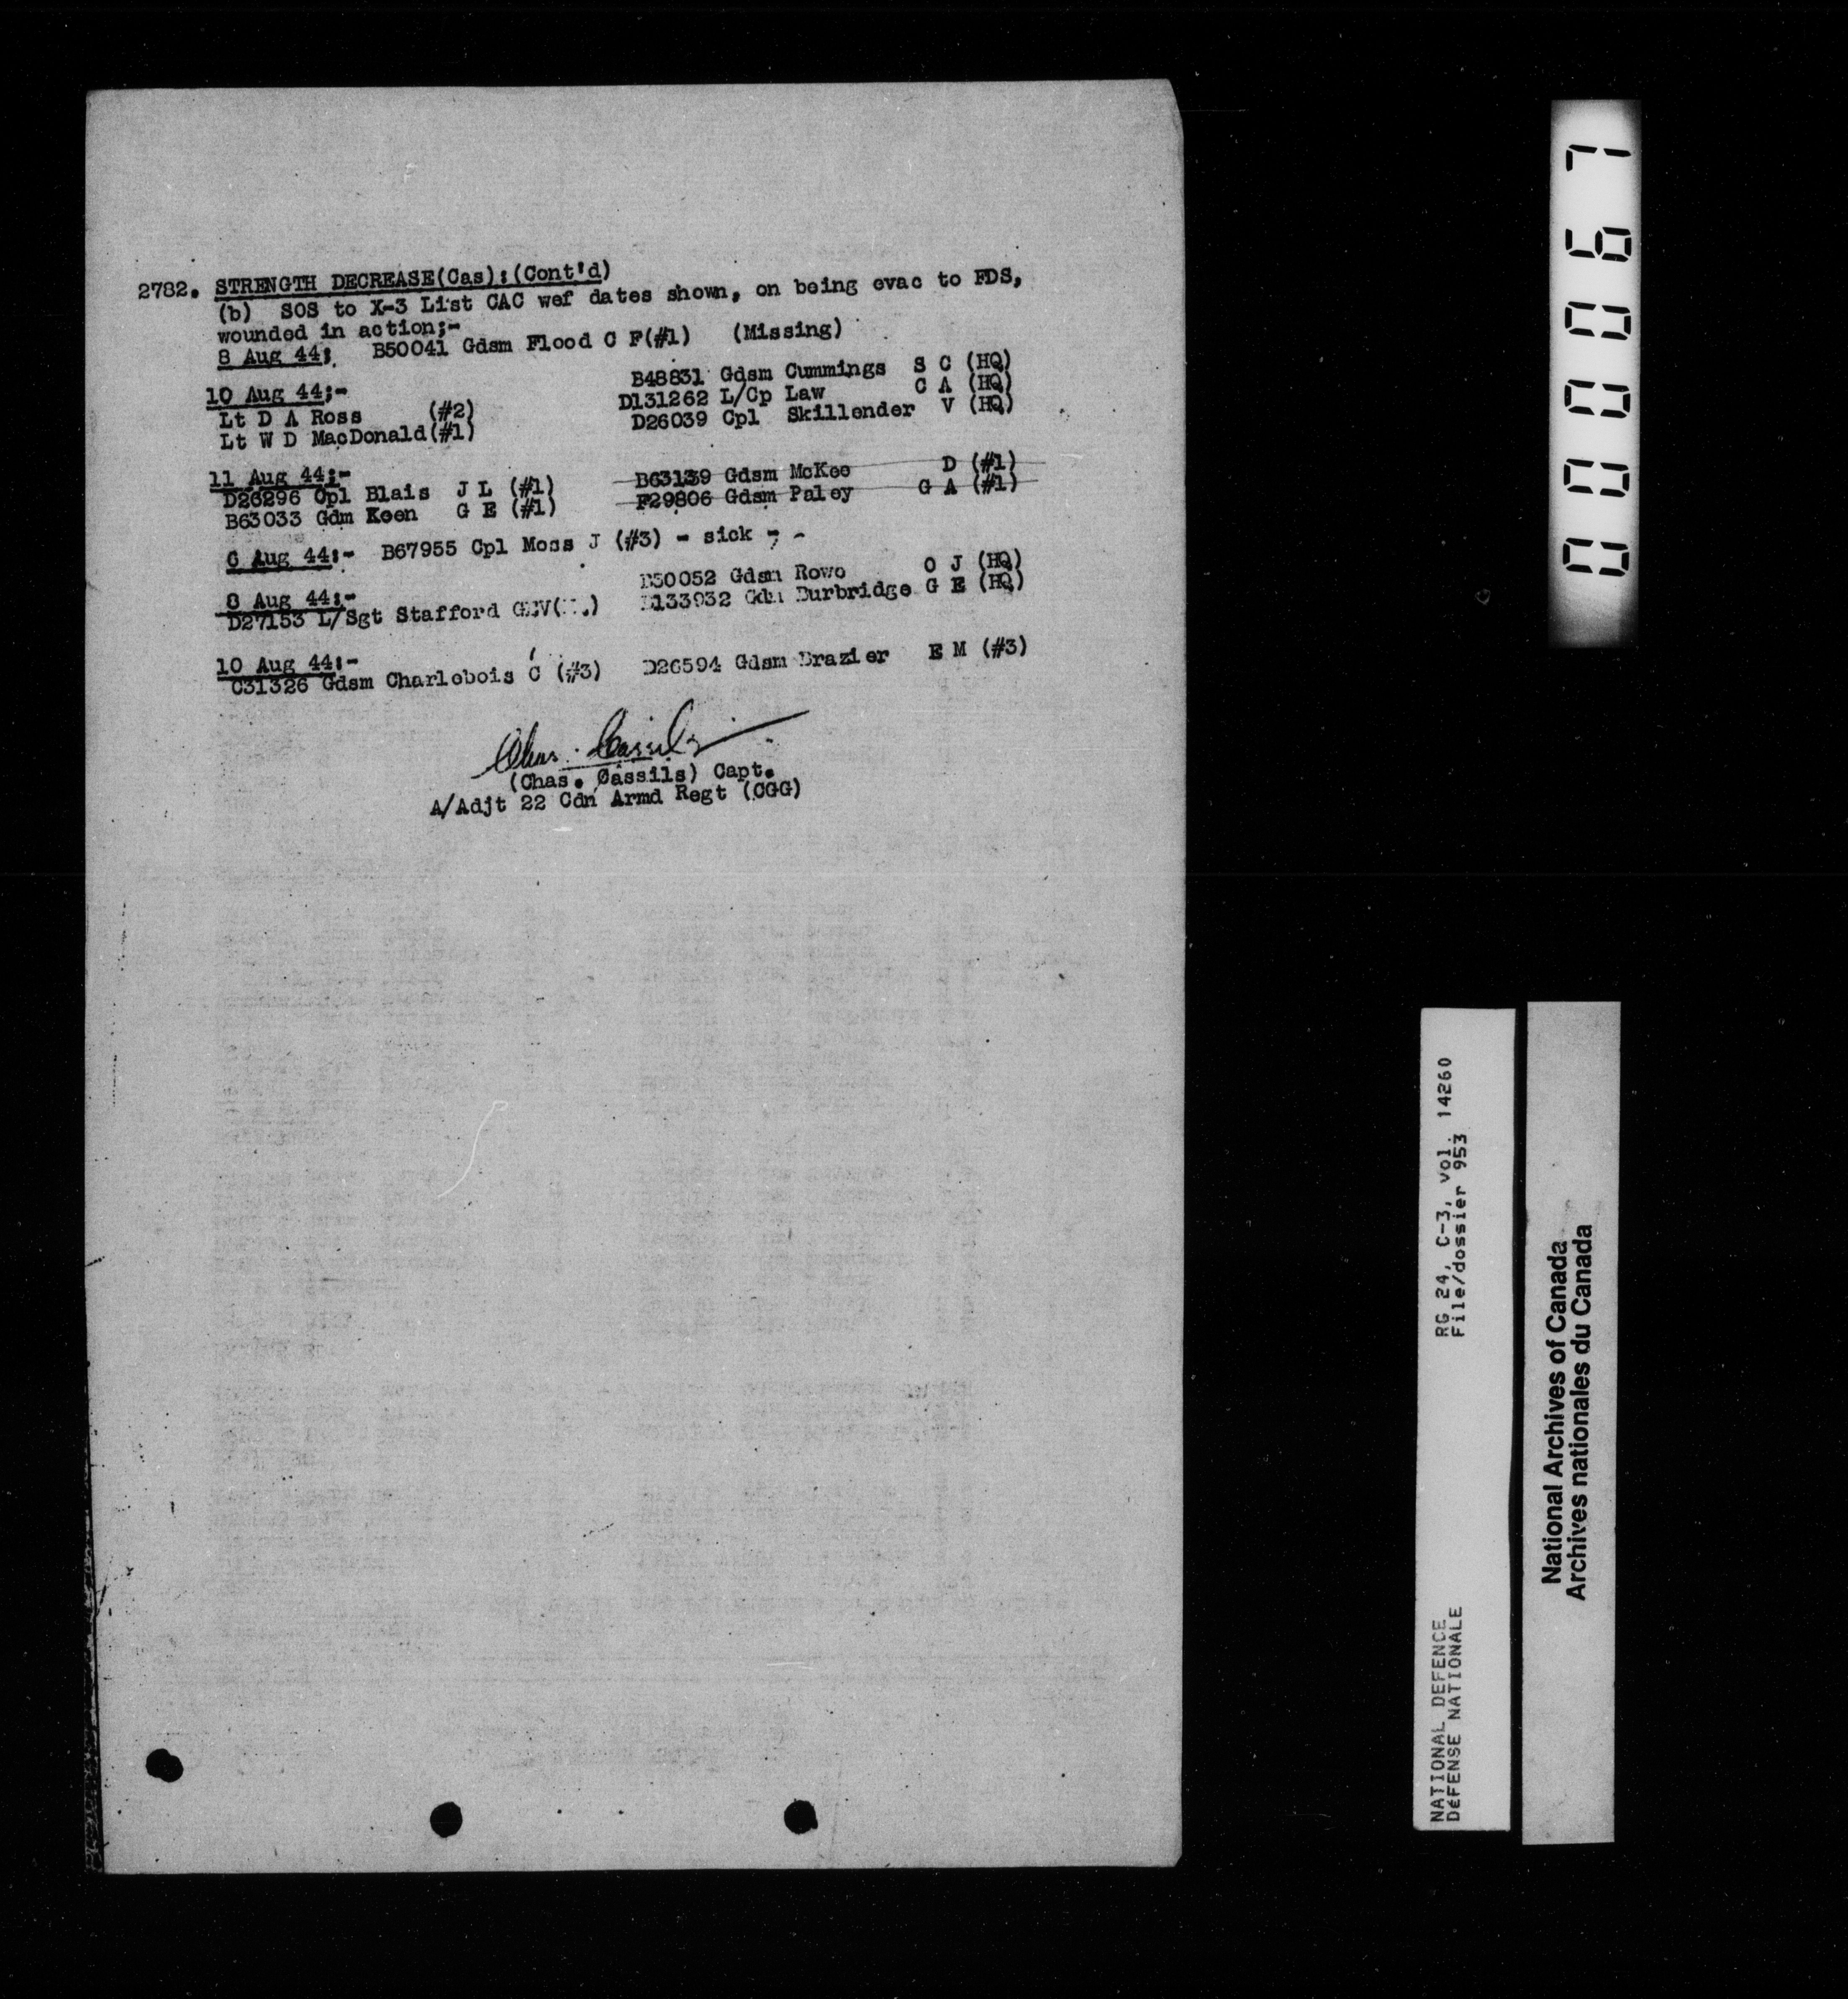 2782. STRENGTH DECREASE(Cas):(Cont'd)
(b) SOS to X-3 List CAC wef dates shown, on being evac to FDS,
wounded in action;-
8 Aug 44: B50041 Gdsm Flood C F(#1) (Missing)
10 Aug 44;- B48831 Gdsm Cummings S C (HQ)
Lt D A Ross (#2) D131262 L/Cp Law C A (HQ)
Lt W D MacDonald(#1) D26039 Cpl Skillender V (HQ)
11 Aug 44:-
D26296 Cpl Blais J L (#1) B63139 Gdsm McKee D (#1)
B63033 Gdm Keen G E (#1) F29806 Gdsm Paley G A (#1)
6 Aug 44:- B67955 Cpl Moss J (#3) - sick - -
8 Aug 44:- Gdsm Rowe O J (HQ)
D27153 L/Sgt Stafford Burbridge G E (HQ)
10 Aug 44:-
C31326 Gdsm Charlebois C (#3) D26594 Gdsm Brazier E M (#3)
Chas. Cassils
(Chas. Cassils) Capt.
A/Adjt 22 Cdn Armd Regt (CGG)
000067
RG 24, C-3, vol. 14260
File/dossier 953
NATIONAL DEFENCE
DÉFENSE NATIONALE
National Archives of Canada
Archives nationales du Canada